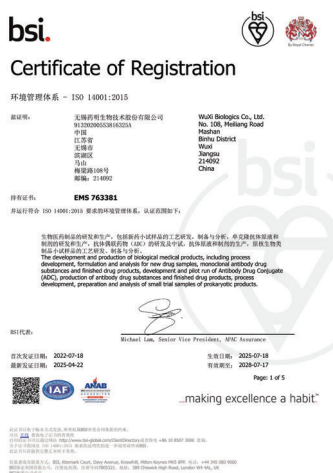 bsi.
bsi.
By Royal Charter
Certificate of Registration
环境管理体系 - ISO 14001:2015
兹证明:
无锡药明生物技术股份有限公司
中国
江苏省
无锡市
滨湖区
马山
梅梁路108号
邮编: 214092
WuXi Biologics Co., Ltd.
No. 108, Meiliang Road
Mashan
Binhu District
Wuxi
Jiangsu
214092
China
持有证书:
EMS 763381
并运行符合 ISO 14001:2015 要求的环境管理体系,认证范围如下:
生物医药制品的研发和生产,包括新小试样品的工艺研发、制备与分析,单克隆抗体原液和
制剂的研发和生产,抗体偶联药物(ADC)的研发及中试,抗体原液和制剂的生产,原核生物类
制品小试样品的工艺研发、制备与分析。
The development and production of biological medical products, including process
development, formulation and analysis for new drug samples, monoclonal antibody drug
substances and finished drug products, development and pilot run of Antibody Drug Conjugate
(ADC), production of antibody drug substances and finished drug products, process
development, preparation and analysis of small trial samples of prokaryotic products.
BSI代表:
Michael Lam, Senior Vice President, APAC Assurance
首次发证日期: 2022-07-18
生效日期: 2025-07-18
最新发证日期: 2025-04-22
有效期至: 2028-07-17
Page: 1 of 5
IAF
ANAB
...making excellence a habit.™